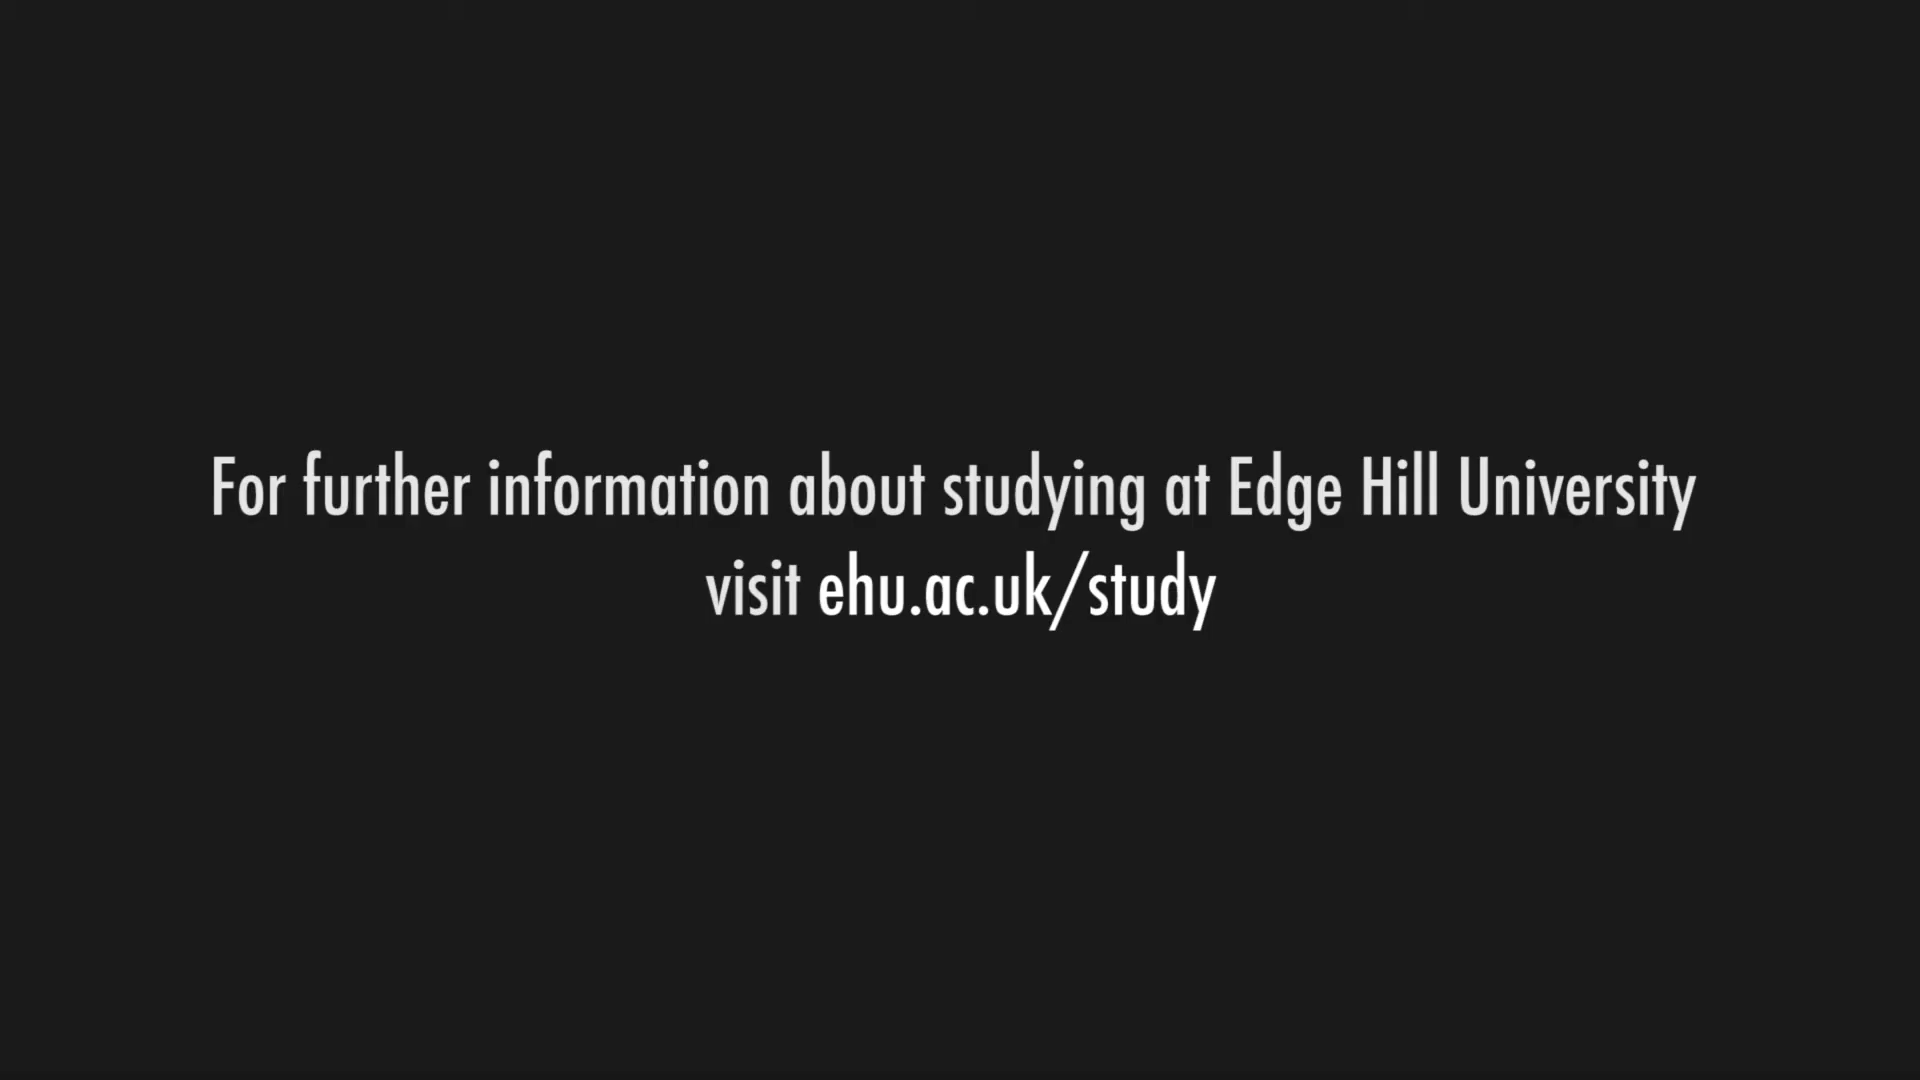 For further information about studying at Edge Hill University
visit ehu.ac.uk/study